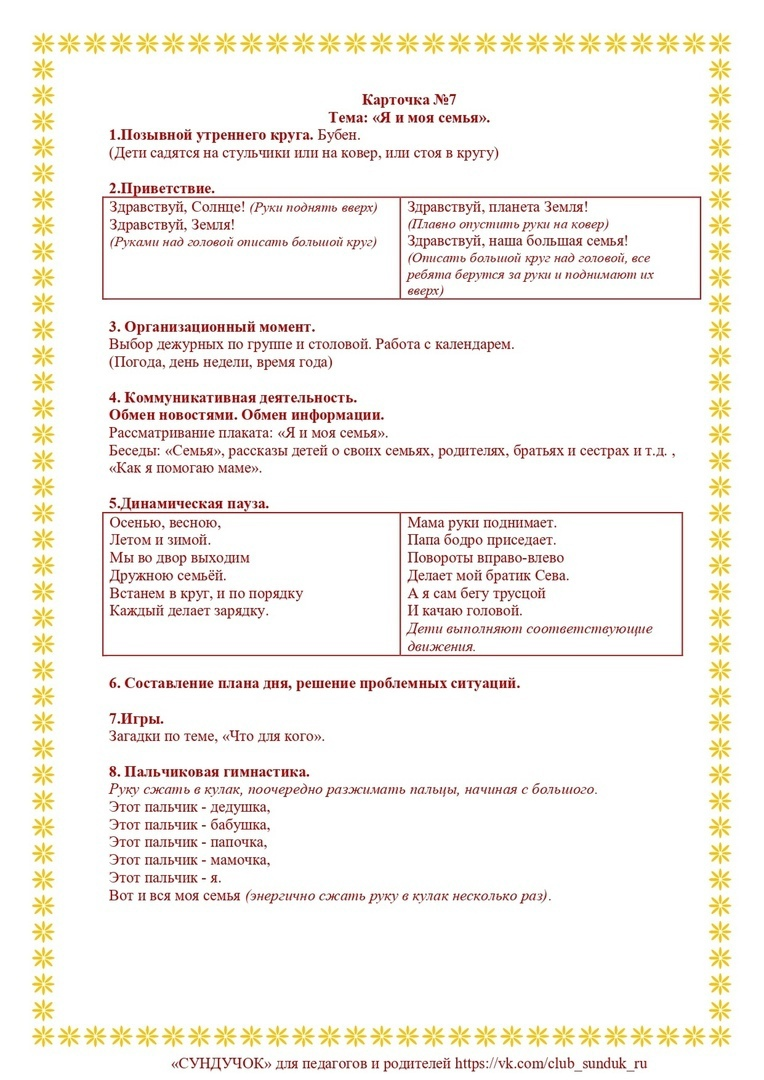 Карточка №7
Тема: «Я и моя семья».
1.Позывной утреннего круга. Бубен.
(Дети садятся на стульчики или на ковер, или стоя в кругу)
2.Приветствие.
Здравствуй, Солнце! (Руки поднять вверх)
Здравствуй, Земля!
(Руками над головой описать большой круг)
Здравствуй, планета Земля!
(Плавно опустить руки на ковер)
Здравствуй, наша большая семья!
(Описать большой круг над головой, все
ребята берутся за руки и поднимают их
вверх)
3. Организационный момент.
Выбор дежурных по группе и столовой. Работа с календарем.
(Погода, день недели, время года)
4. Коммуникативная деятельность.
Обмен новостями. Обмен информации.
Рассматривание плаката: «Я и моя семья».
Беседы: «Семья», рассказы детей о своих семьях, родителях, братьях и сестрах и т.д. ,
«Как я помогаю маме».
5.Динамическая пауза.
Осенью, весною,
Летом и зимой.
Мы во двор выходим
Дружною семьёй.
Встанем в круг, и по порядку
Каждый делает зарядку.
Мама руки поднимает.
Папа бодро приседает.
Повороты вправо-влево
Делает мой братик Сева.
А я сам бегу трусцой
И качаю головой.
Дети выполняют соответствующие
движения.
6. Составление плана дня, решение проблемных ситуаций.
7.Игры.
Загадки по теме, «Что для кого».
8. Пальчиковая гимнастика.
Руку сжать в кулак, поочередно разжимать пальцы, начиная с большого.
Этот пальчик - дедушка,
Этот пальчик - бабушка,
Этот пальчик - папочка,
Этот пальчик - мамочка,
Этот пальчик - я.
Вот и вся моя семья (энергично сжать руку в кулак несколько раз).
«СУНДУЧОК» для педагогов и родителей https://vk.com/club_sunduk_ru